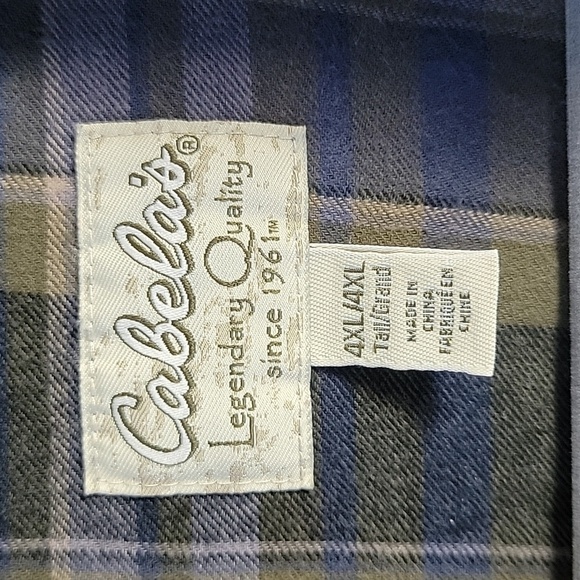 Cabela's®
Legendary Quality
since 1961™
4XL/4XL
Tall/Grand
MADE IN
CHINA
FABRIQUÉ EN
CHINE